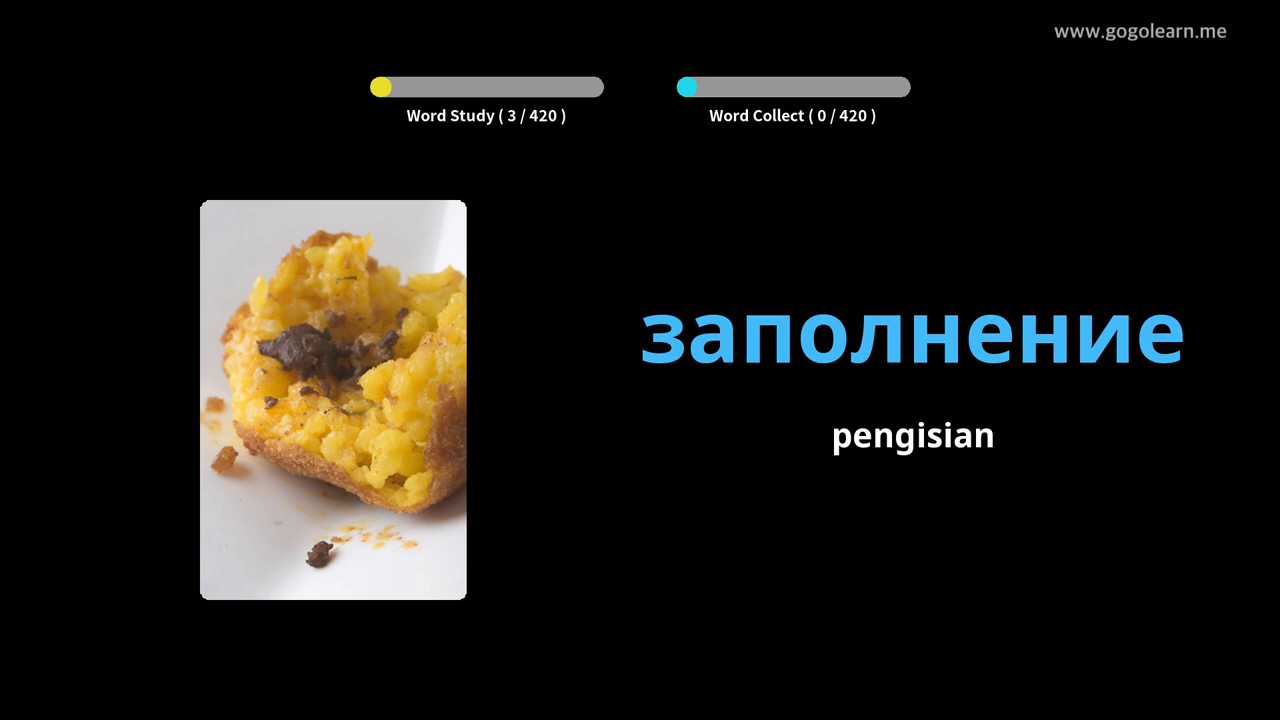 www.gogolearn.me
Word Study ( 3 / 420 )
Word Collect ( 0 / 420 )
заполнение
pengisian